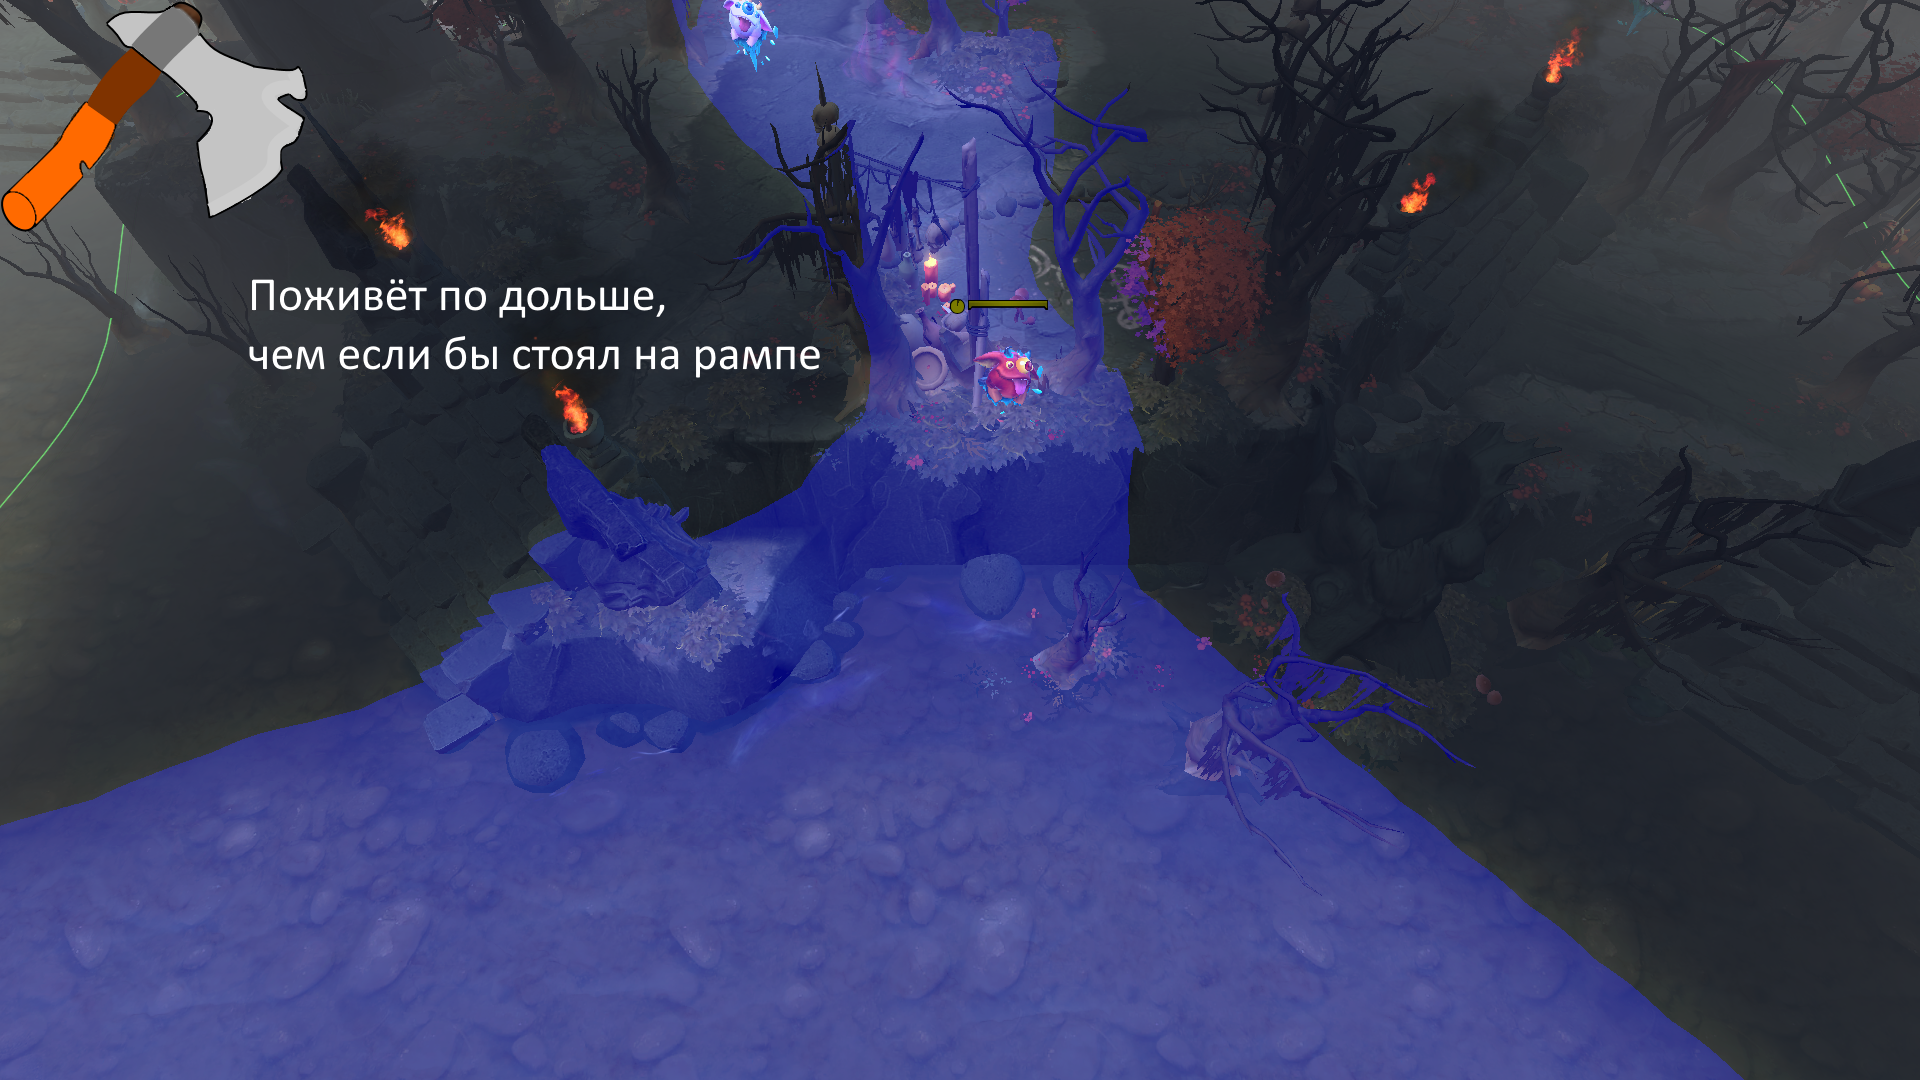 Поживёт по дольше,
чем если бы стоял на рампе